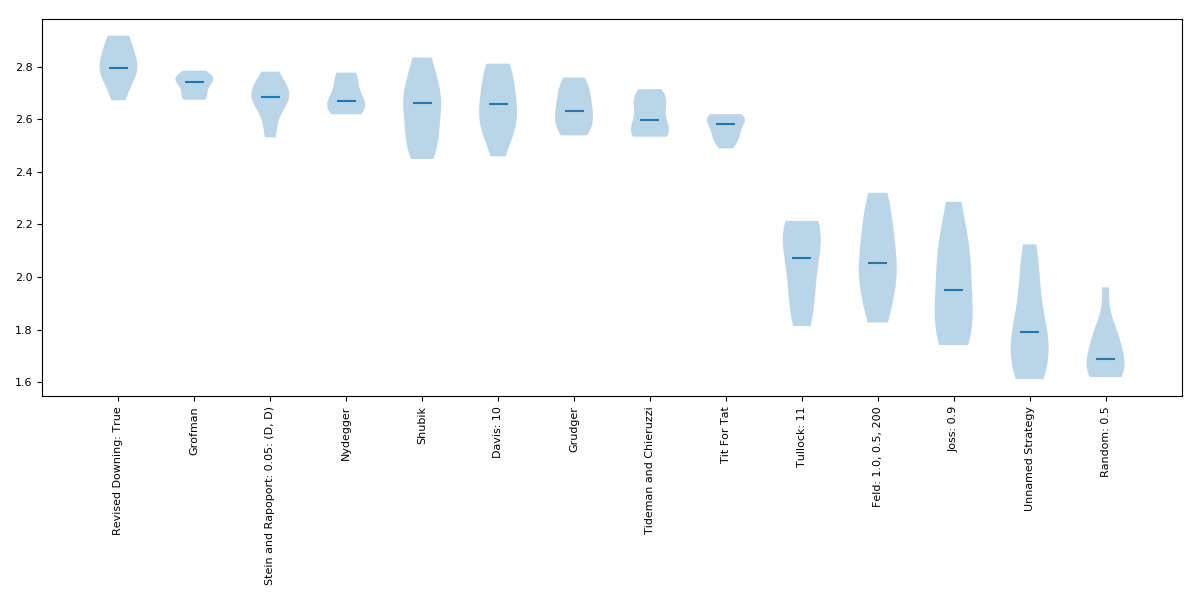 2.8
2.6
2.4
2.2
2.0
1.8
1.6
Revised Downing: True
Grofman
Stein and Rapoport: 0.05: (D, D)
Nydegger
Shubik
Davis: 10
Grudger
Tideman and Chieruzzi
Tit For Tat
Tullock: 11
Feld: 1.0, 0.5, 200
Joss: 0.9
Unnamed Strategy
Random: 0.5